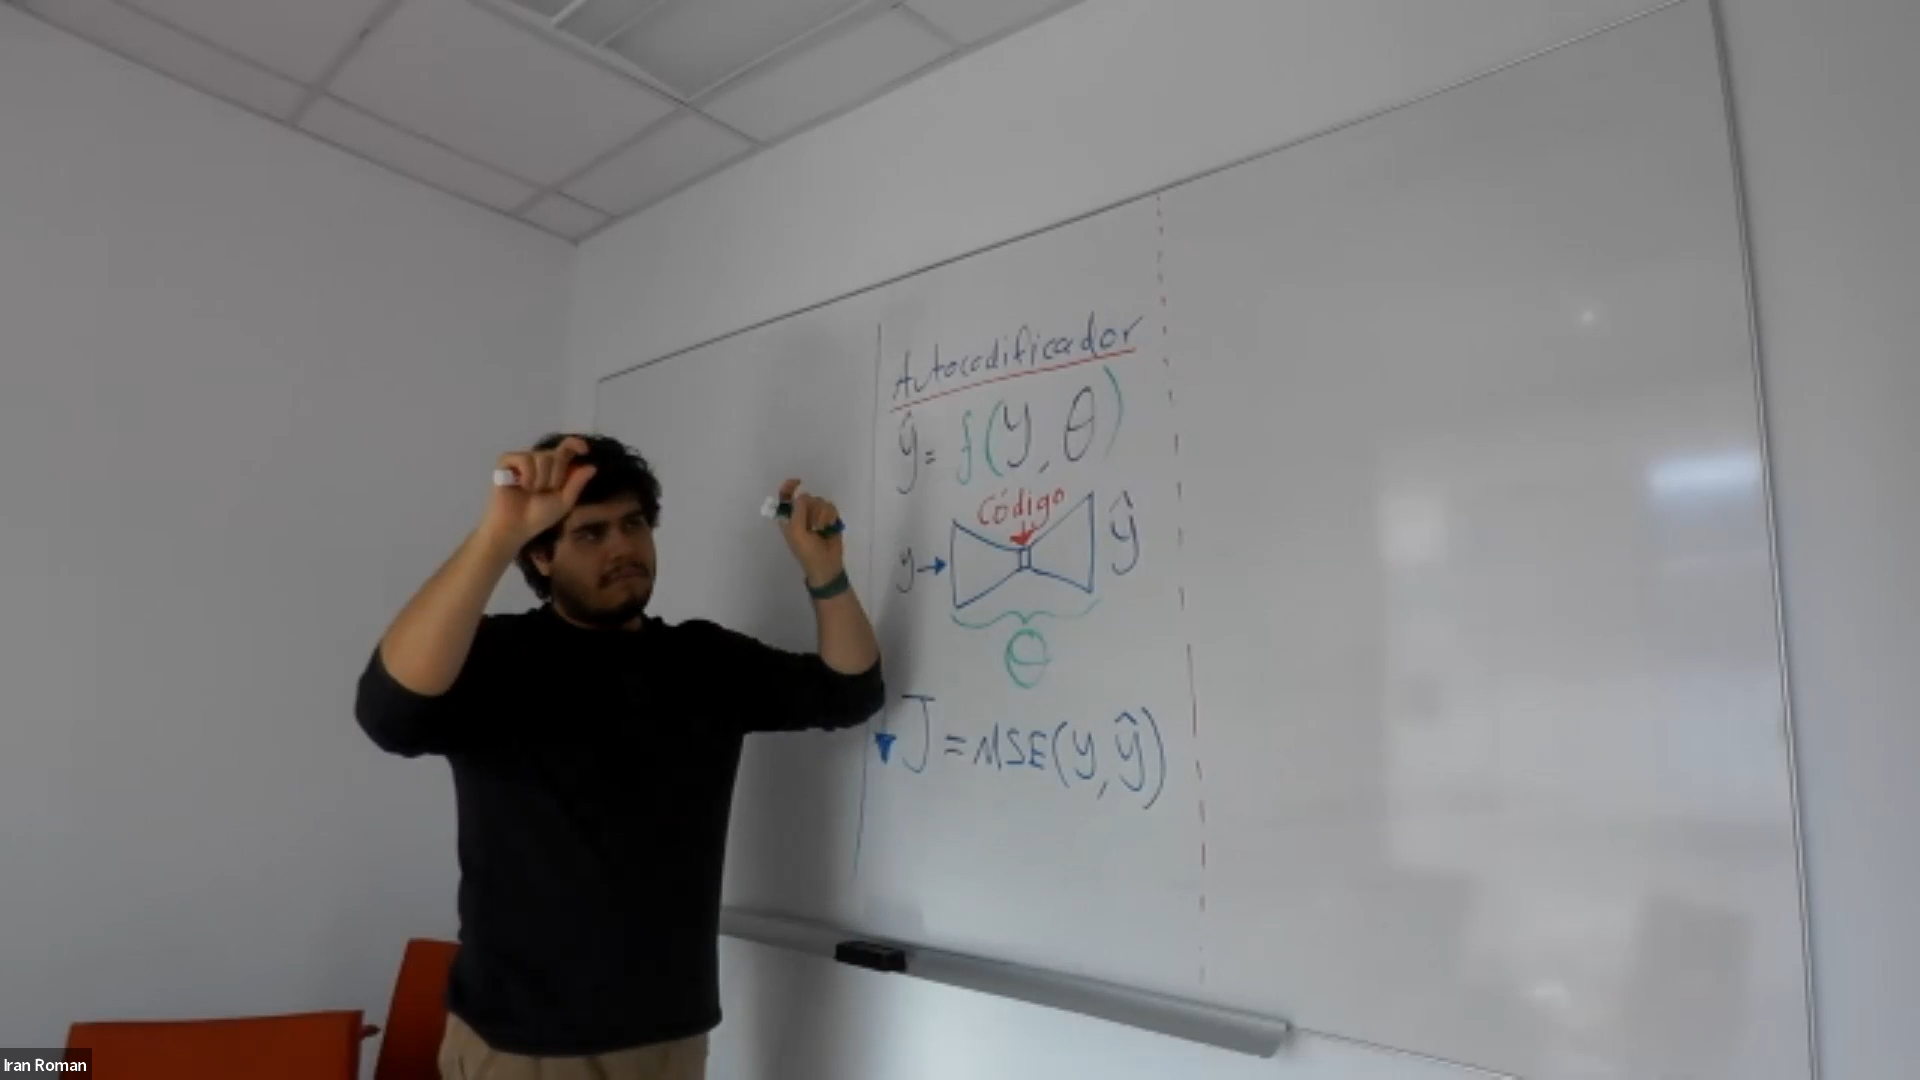 Autocodificador
ŷ = f(y, θ)
Código
y → ŷ
θ
J = MSE(y, ŷ)
Iran Roman